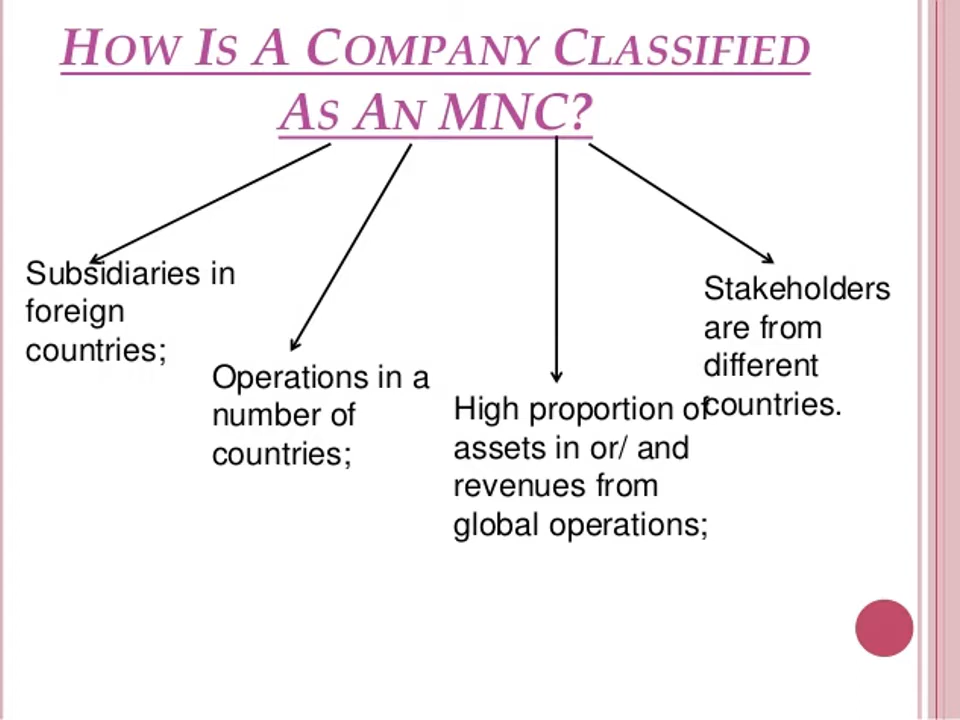 How Is A Company Classified
As An MNC?
Subsidiaries in
foreign
countries;
Operations in a
number of
countries;
High proportion of
assets in or/ and
revenues from
global operations;
Stakeholders
are from
different
countries.